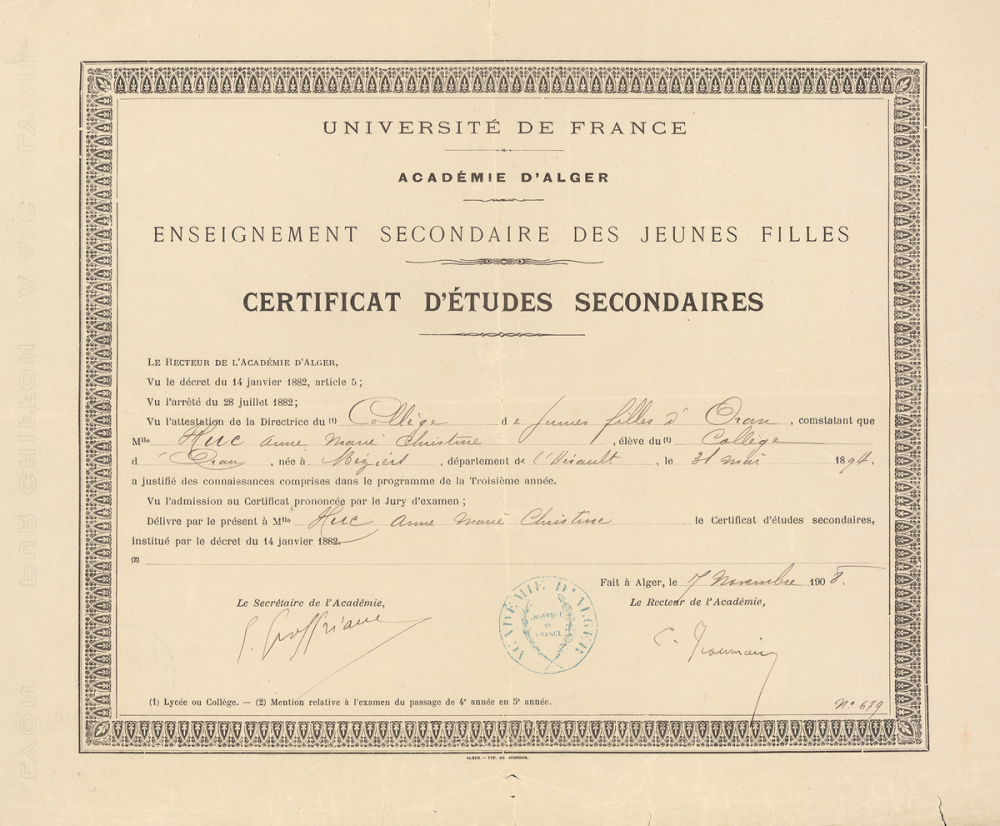 UNIVERSITÉ DE FRANCE
ACADÉMIE D'ALGER
ENSEIGNEMENT SECONDAIRE DES JEUNES FILLES
CERTIFICAT D'ÉTUDES SECONDAIRES
LE RECTEUR DE L'ACADÉMIE D'ALGER,
Vu le décret du 14 janvier 1882, article 5;
Vu l'arrêté du 28 juillet 1882;
Vu l'attestation de la Directrice du (1) Collège de Jeunes filles d'Oran, constatant que
Mlle Huc Anne Marie Christine, élève du (1) Collège
d'Oran, née à Béziers, département de l'Hérault, le 31 mai 1894.
a justifié des connaissances comprises dans le programme de la Troisième année.
Vu l'admission au Certificat prononcée par le Jury d'examen;
Délivre par le présent à Mlle Huc Anne Marie Christine le Certificat d'études secondaires,
institué par le décret du 14 janvier 1882.
(2)
Fait à Alger, le 7 Novembre 1908.
Le Secrétaire de l'Académie, Le Recteur de l'Académie,
ACADÉMIE D'ALGER
UNIVERSITÉ
DE
FRANCE
(1) Lycée ou Collège. — (2) Mention relative à l'examen du passage de 4e année en 5e année.
N° 679
ALGER. — TYP. AD. JOURDAN.